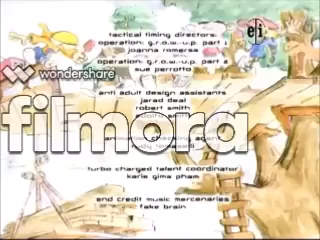 tactical timing directors:
e/i
operation: g.r.o.w.-u.p. part 1
joanna romersa
operation: g.r.o.w.-u.p. part 2
sue perrotto
wondershare
filmora
anti adult design assistants
jared deal
robert smith
turbo charged talent coordinator
karie gima pham
end credit music mercenaries
fake brain